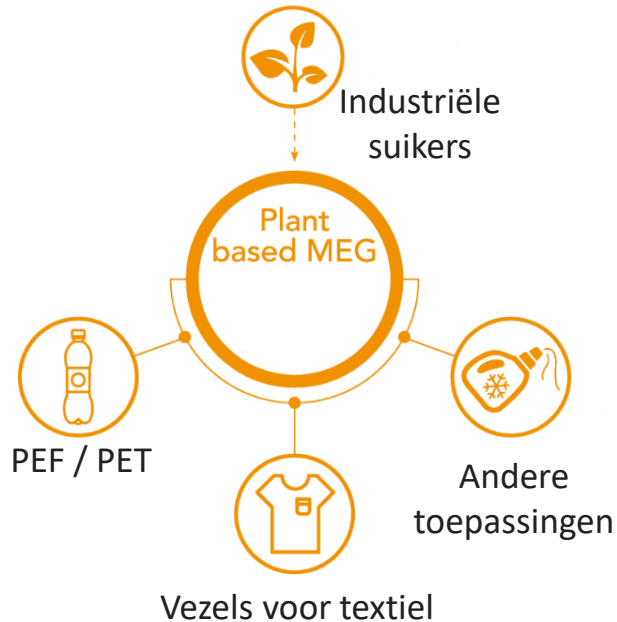 Industriële
suikers
Plant
based MEG
PEF / PET
Andere
toepassingen
Vezels voor textiel